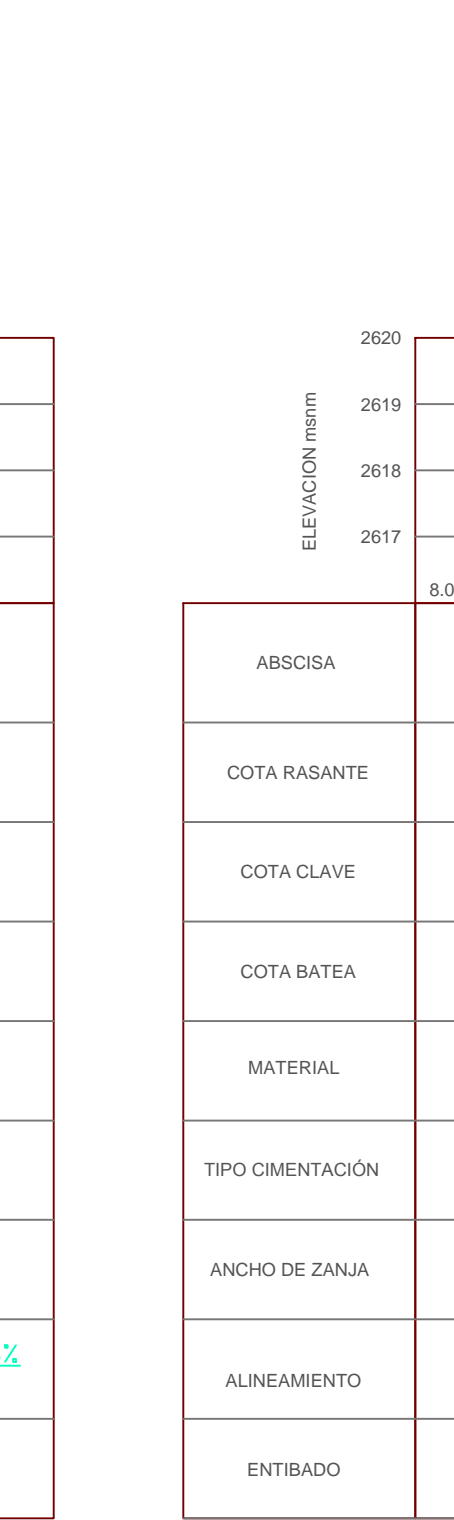 2620
2619
2618
2617
ELEVACION msnm
8.0
ABSCISA
COTA RASANTE
COTA CLAVE
COTA BATEA
MATERIAL
TIPO CIMENTACIÓN
ANCHO DE ZANJA
%
ALINEAMIENTO
ENTIBADO